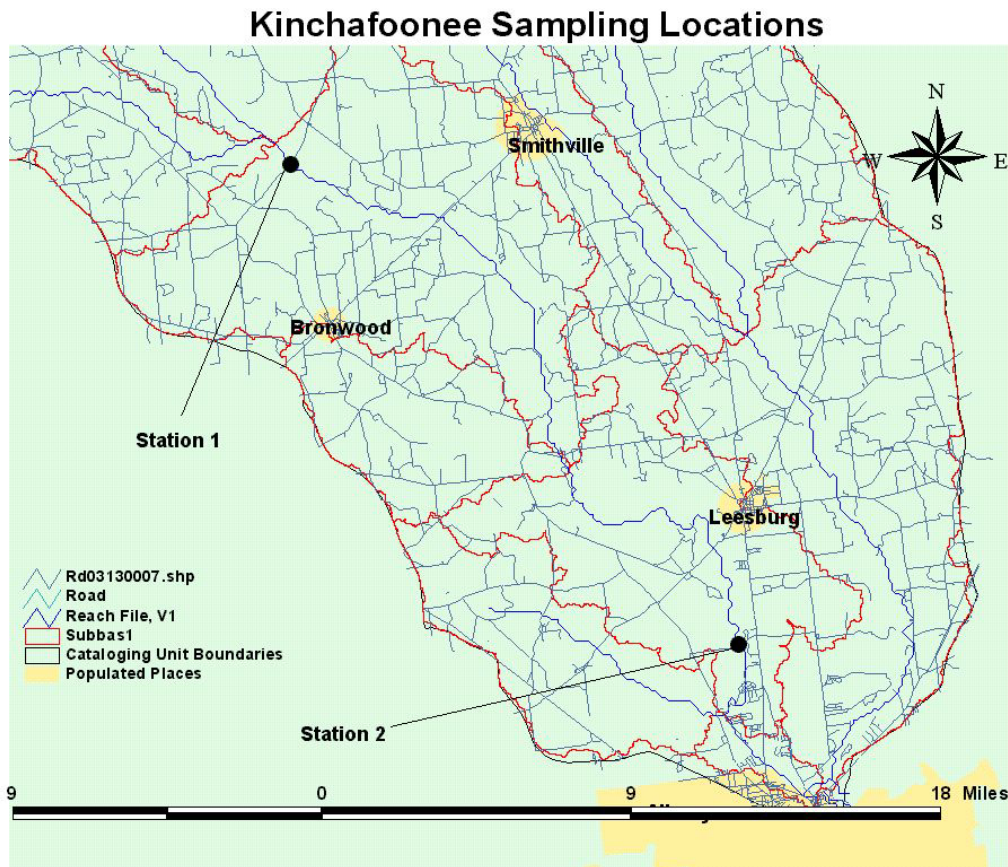 Kinchafoonee Sampling Locations
N
Smithville
W E
S
Bronwood
Station 1
Leesburg
Rd03130007.shp
Road
Reach File, V1
Subbas1
Cataloging Unit Boundaries
Populated Places
Station 2
9 0 9 18 Miles